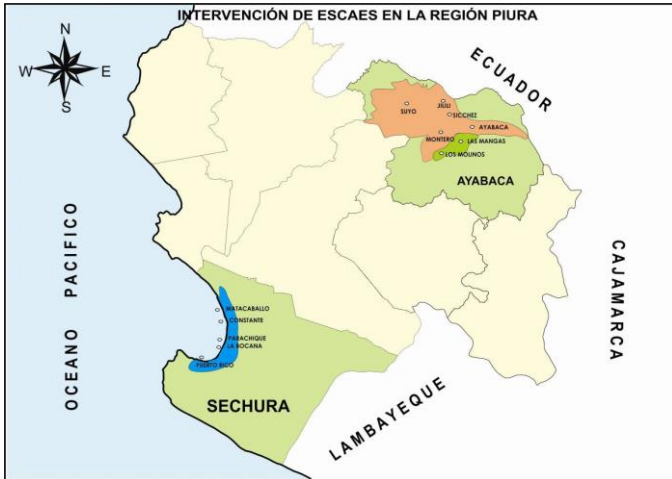 INTERVENCIÓN DE ESCAES EN LA REGIÓN PIURA
N
W
E
S
ECUADOR
SUYO
JILILI
SICCHEZ
AYABACA
MONTERO
LAS MANGAS
LOS MOLINOS
AYABACA
OCEANO PACIFICO
CAJAMARCA
MATACABALLO
CONSTANTE
PARACHIQUE
LA BOCANA
PUERTO RICO
SECHURA
LAMBAYEQUE